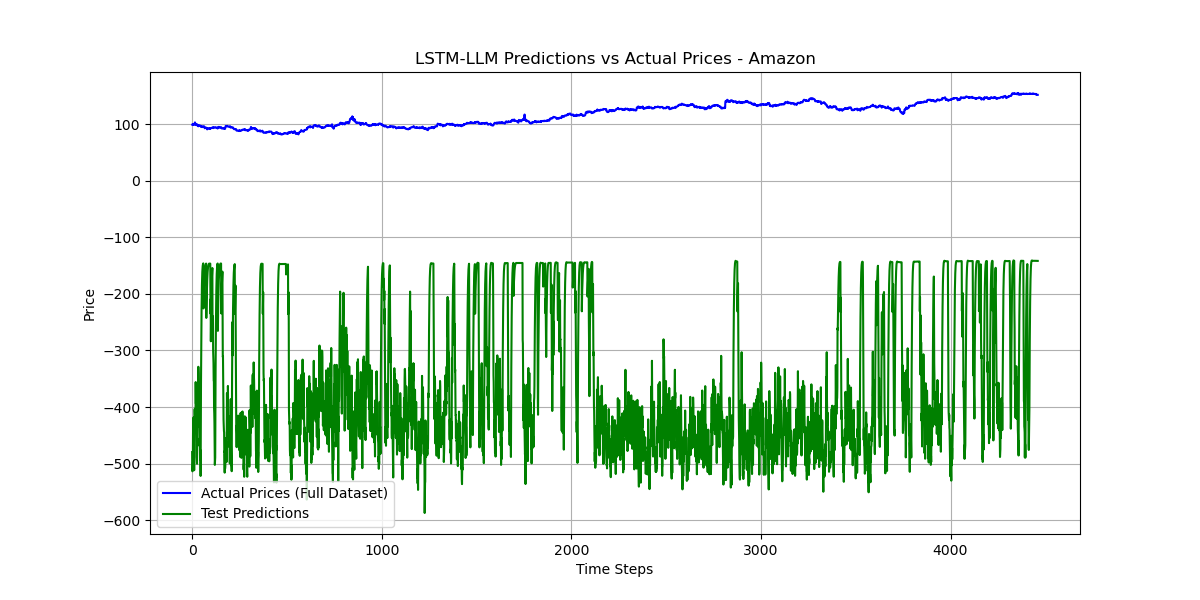 LSTM-LLM Predictions vs Actual Prices - Amazon
Price
100
0
−100
−200
−300
−400
−500
−600
Actual Prices (Full Dataset)
Test Predictions
0
1000
2000
3000
4000
Time Steps